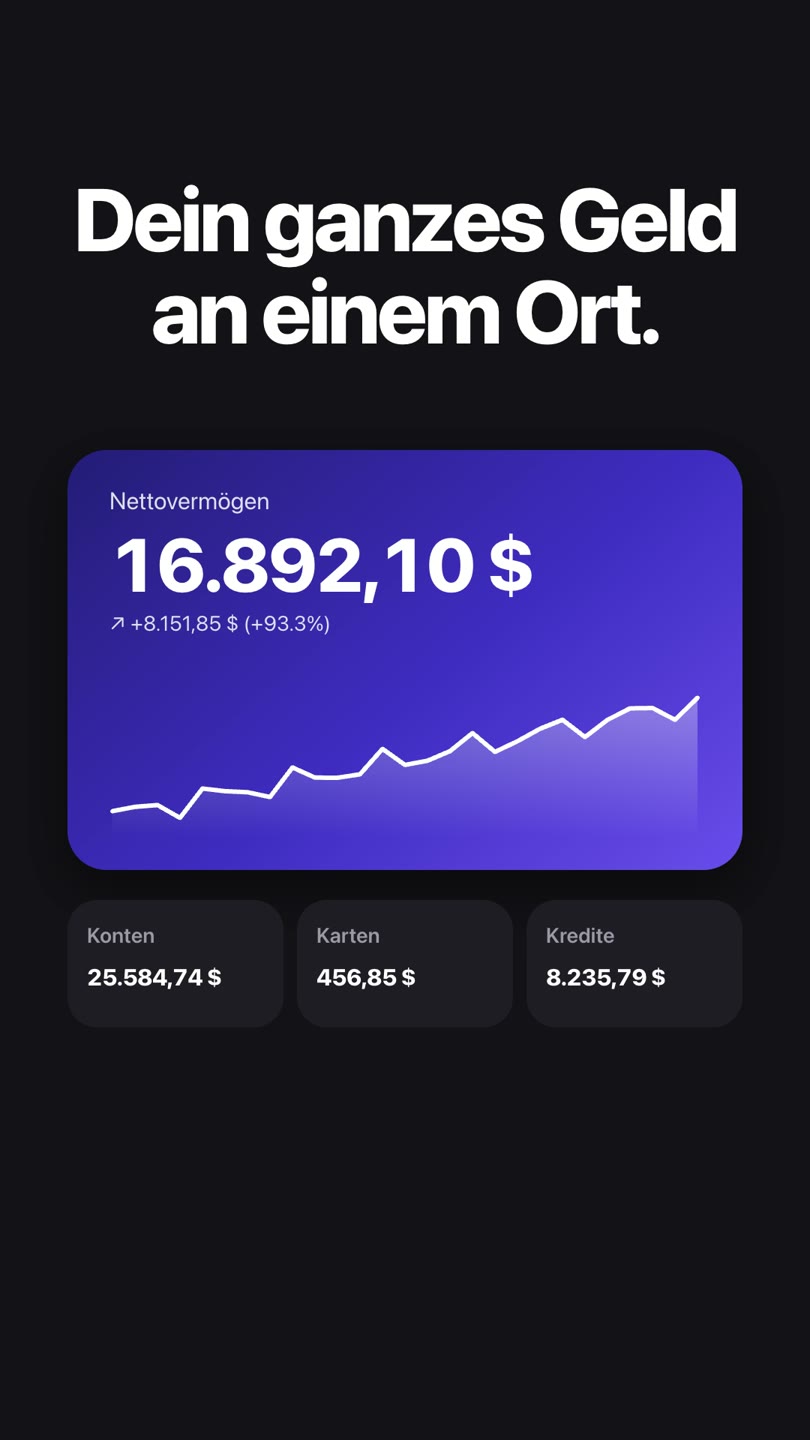 Dein ganzes Geld
an einem Ort.
Nettovermögen
16.892,10 $
↗ +8.151,85 $ (+93.3%)
Konten
25.584,74 $
Karten
456,85 $
Kredite
8.235,79 $